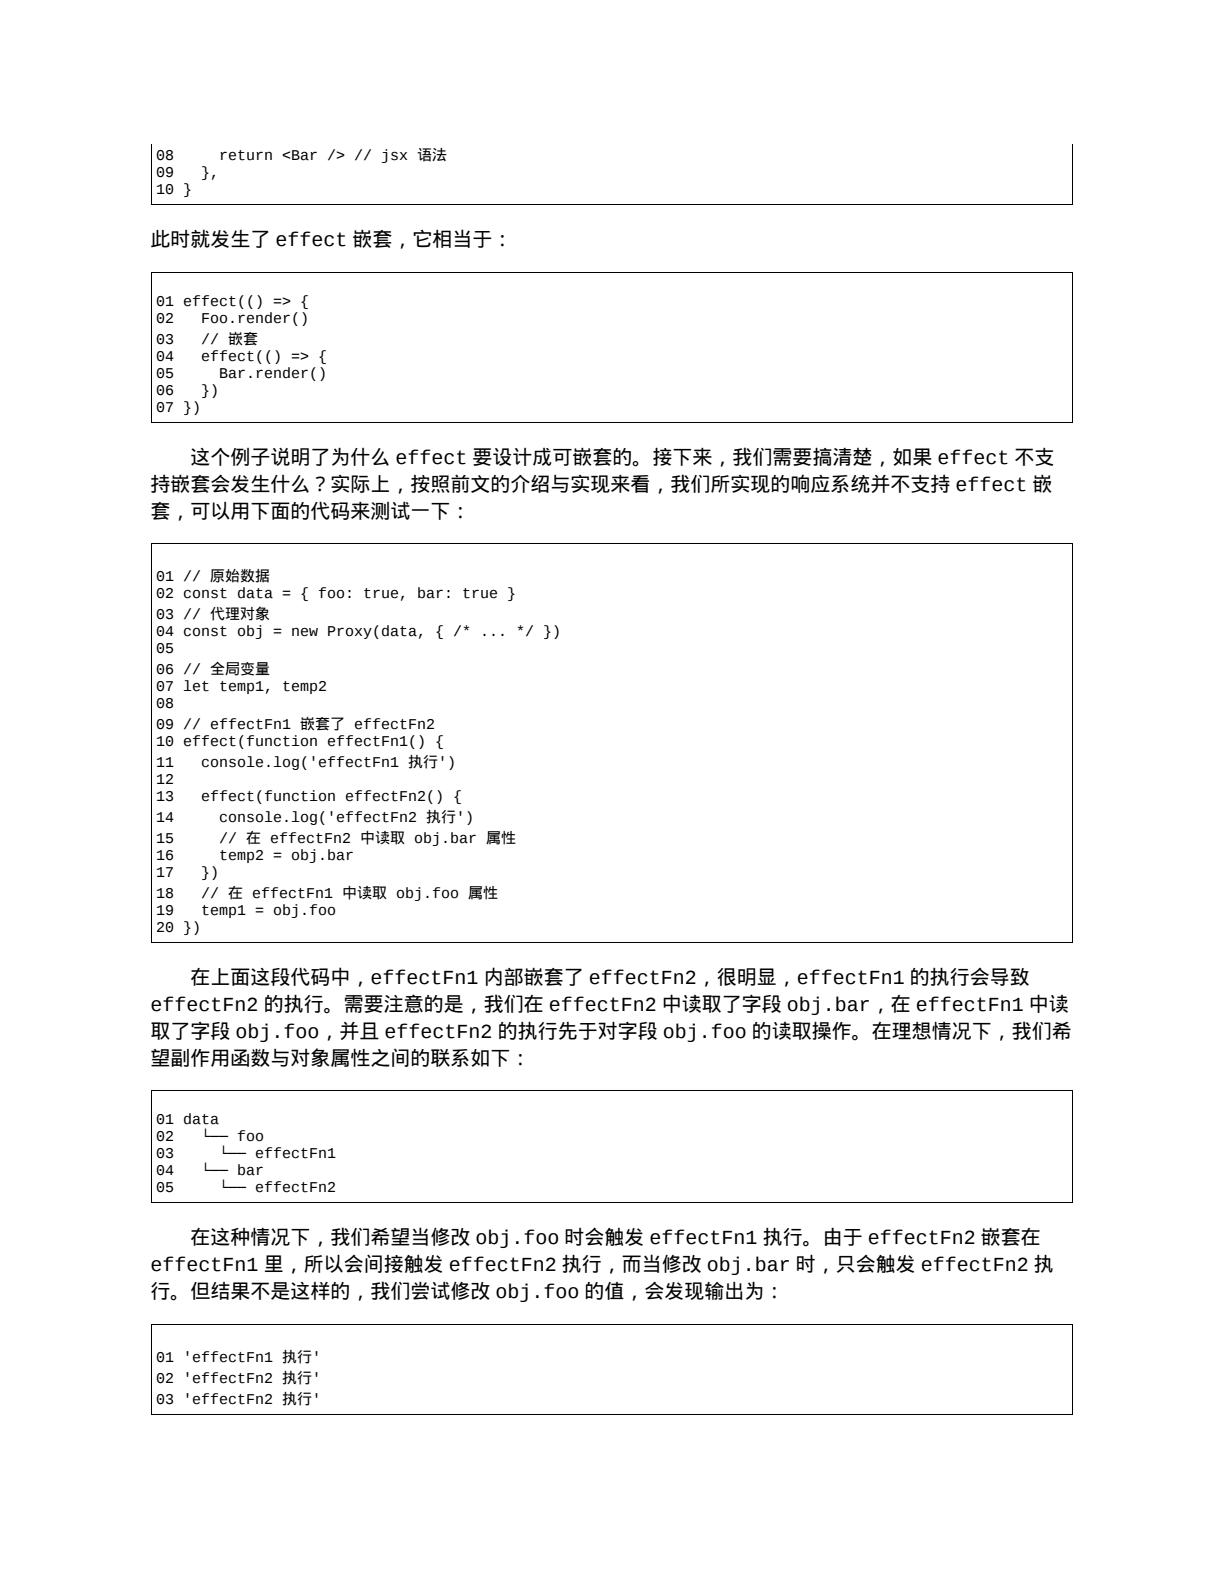 08     return <Bar /> // jsx 语法
09   },
10 }
此时就发生了 effect 嵌套，它相当于：
01 effect(() => {
02   Foo.render()
03   // 嵌套
04   effect(() => {
05     Bar.render()
06   })
07 })
这个例子说明了为什么 effect 要设计成可嵌套的。接下来，我们需要搞清楚，如果 effect 不支
持嵌套会发生什么？实际上，按照前文的介绍与实现来看，我们所实现的响应系统并不支持 effect 嵌
套，可以用下面的代码来测试一下：
01 // 原始数据
02 const data = { foo: true, bar: true }
03 // 代理对象
04 const obj = new Proxy(data, { /* ... */ })
05
06 // 全局变量
07 let temp1, temp2
08
09 // effectFn1 嵌套了 effectFn2
10 effect(function effectFn1() {
11   console.log('effectFn1 执行')
12
13   effect(function effectFn2() {
14     console.log('effectFn2 执行')
15     // 在 effectFn2 中读取 obj.bar 属性
16     temp2 = obj.bar
17   })
18   // 在 effectFn1 中读取 obj.foo 属性
19   temp1 = obj.foo
20 })
在上面这段代码中，effectFn1 内部嵌套了 effectFn2，很明显，effectFn1 的执行会导致
effectFn2 的执行。需要注意的是，我们在 effectFn2 中读取了字段 obj.bar，在 effectFn1 中读
取了字段 obj.foo，并且 effectFn2 的执行先于对字段 obj.foo 的读取操作。在理想情况下，我们希
望副作用函数与对象属性之间的联系如下：
01 data
02   └── foo
03     └── effectFn1
04   └── bar
05     └── effectFn2
在这种情况下，我们希望当修改 obj.foo 时会触发 effectFn1 执行。由于 effectFn2 嵌套在
effectFn1 里，所以会间接触发 effectFn2 执行，而当修改 obj.bar 时，只会触发 effectFn2 执
行。但结果不是这样的，我们尝试修改 obj.foo 的值，会发现输出为：
01 'effectFn1 执行'
02 'effectFn2 执行'
03 'effectFn2 执行'